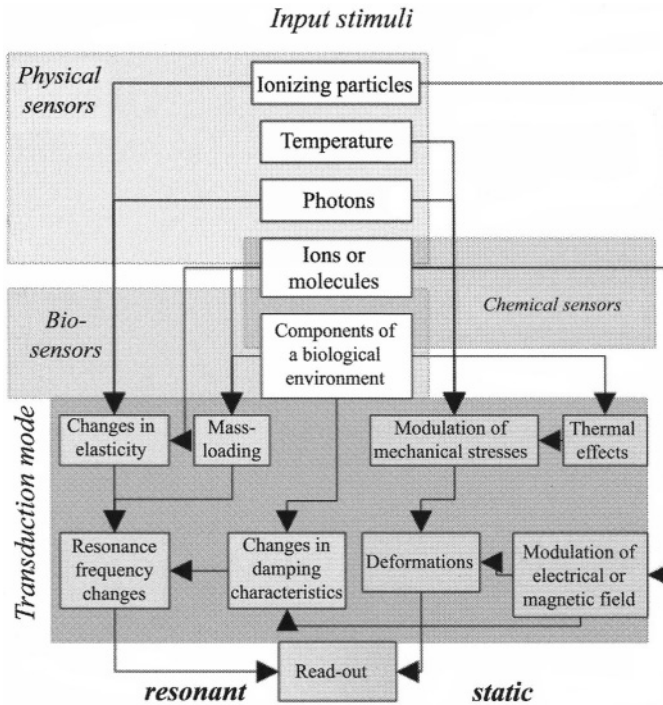 Input stimuli
Physical
sensors
Ionizing particles
Temperature
Photons
Ions or
molecules
Chemical sensors
Bio-
sensors
Components of
a biological
environment
Transduction mode
Changes in
elasticity
Mass-
loading
Modulation of
mechanical stresses
Thermal
effects
Resonance
frequency
changes
Changes in
damping
characteristics
Deformations
Modulation of
electrical or
magnetic field
Read-out
resonant
static